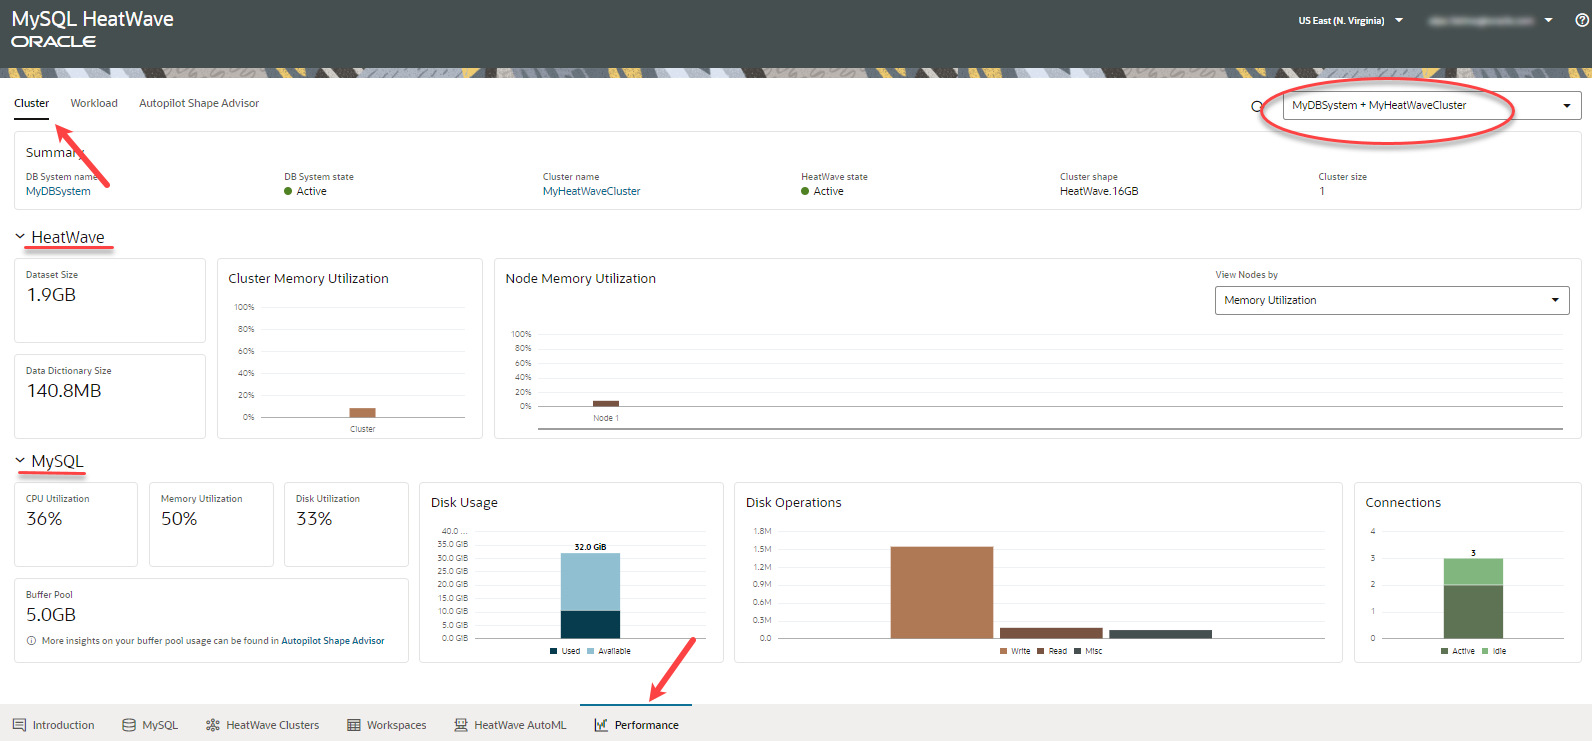 MySQL HeatWave
ORACLE
US East (N. Virginia)
Cluster Workload Autopilot Shape Advisor
MyDBSystem + MyHeatWaveCluster
Summary
DB System name DB System state Cluster name HeatWave state Cluster shape Cluster size
MyDBSystem Active MyHeatWaveCluster Active HeatWave.16GB 1
HeatWave
Dataset Size
1.9GB
Data Dictionary Size
140.8MB
Cluster Memory Utilization
100%
80%
60%
40%
20%
0%
Cluster
Node Memory Utilization
View Nodes by
Memory Utilization
100%
80%
60%
40%
20%
0%
Node 1
MySQL
CPU Utilization
36%
Memory Utilization
50%
Disk Utilization
33%
Buffer Pool
5.0GB
More insights on your buffer pool usage can be found in Autopilot Shape Advisor
Disk Usage
40.0 ...
35.0 GiB
30.0 GiB
25.0 GiB
20.0 GiB
15.0 GiB
10.0 GiB
5.0 GiB
0.0 GiB
32.0 GiB
Used Available
Disk Operations
1.8M
1.5M
1.2M
0.9M
0.6M
0.3M
0.0
Write Read Misc
Connections
4
3
2
1
0
3
Active Idle
Introduction MySQL HeatWave Clusters Workspaces HeatWave AutoML Performance